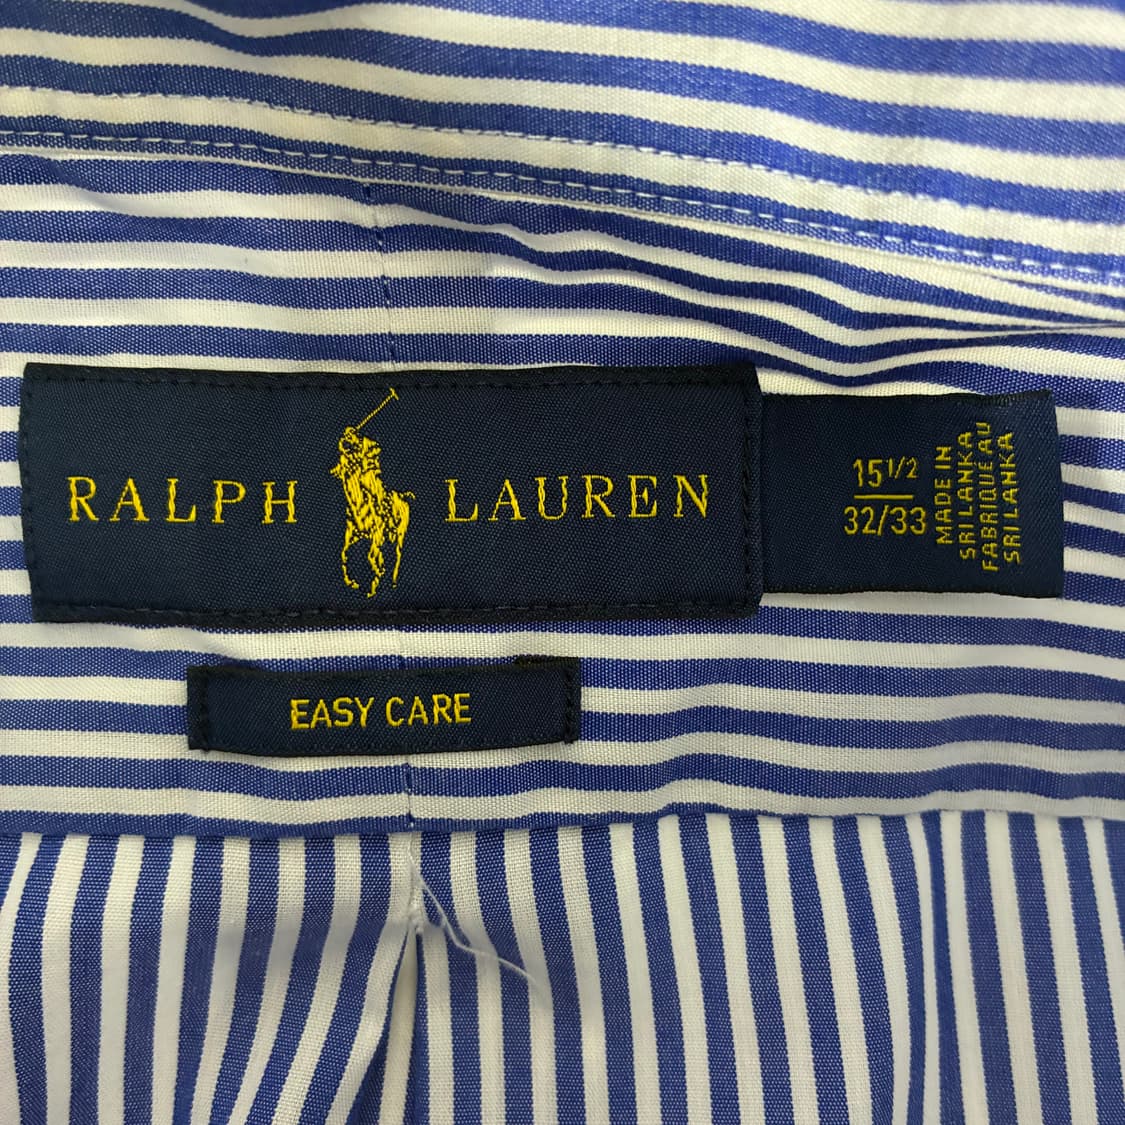 RALPH LAUREN
15 1/2
32/33
MADE IN
SRI LANKA
FABRIQUE AU
SRI LANKA
EASY CARE